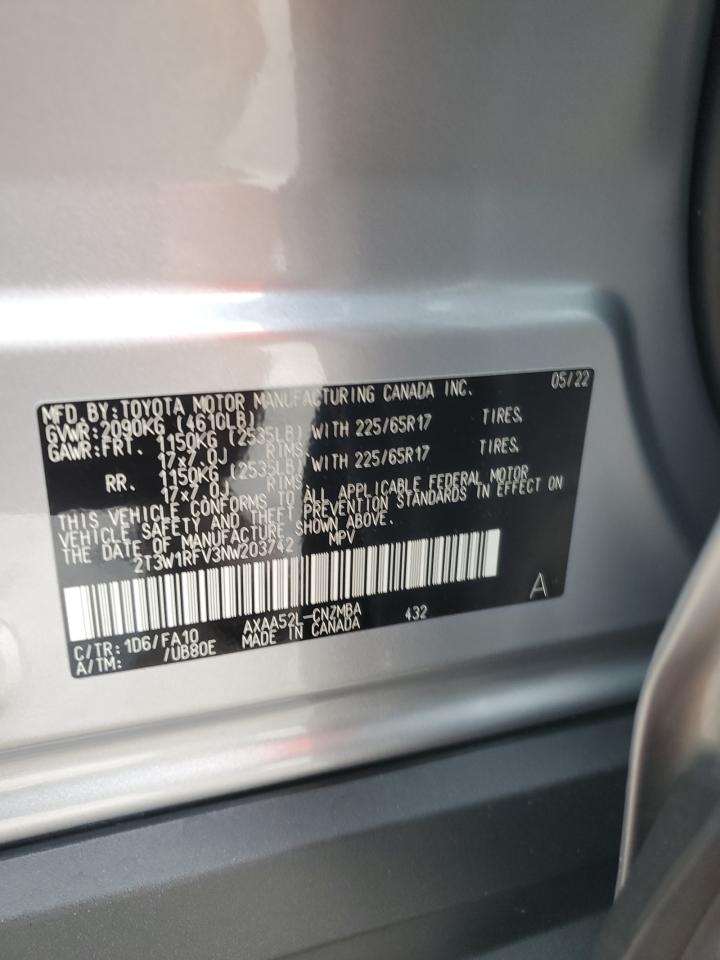 MFD. BY: TOYOTA MOTOR MANUFACTURING CANADA INC. 05/22
GVWR: 2090KG (4610LB)
GAWR: FRT. 1150KG (2535LB) WITH 225/65R17 TIRES,
17x7.0J RIMS,
RR. 1150KG (2535LB) WITH 225/65R17 TIRES,
17x7.0J RIMS,
THIS VEHICLE CONFORMS TO ALL APPLICABLE FEDERAL MOTOR
VEHICLE SAFETY AND THEFT PREVENTION STANDARDS IN EFFECT ON
THE DATE OF MANUFACTURE SHOWN ABOVE.
2T3W1RFV3NW203742 MPV
A
C/TR: 1D6/FA10 AXAA52L-CNZMBA 432
A/TM: /UB80E MADE IN CANADA